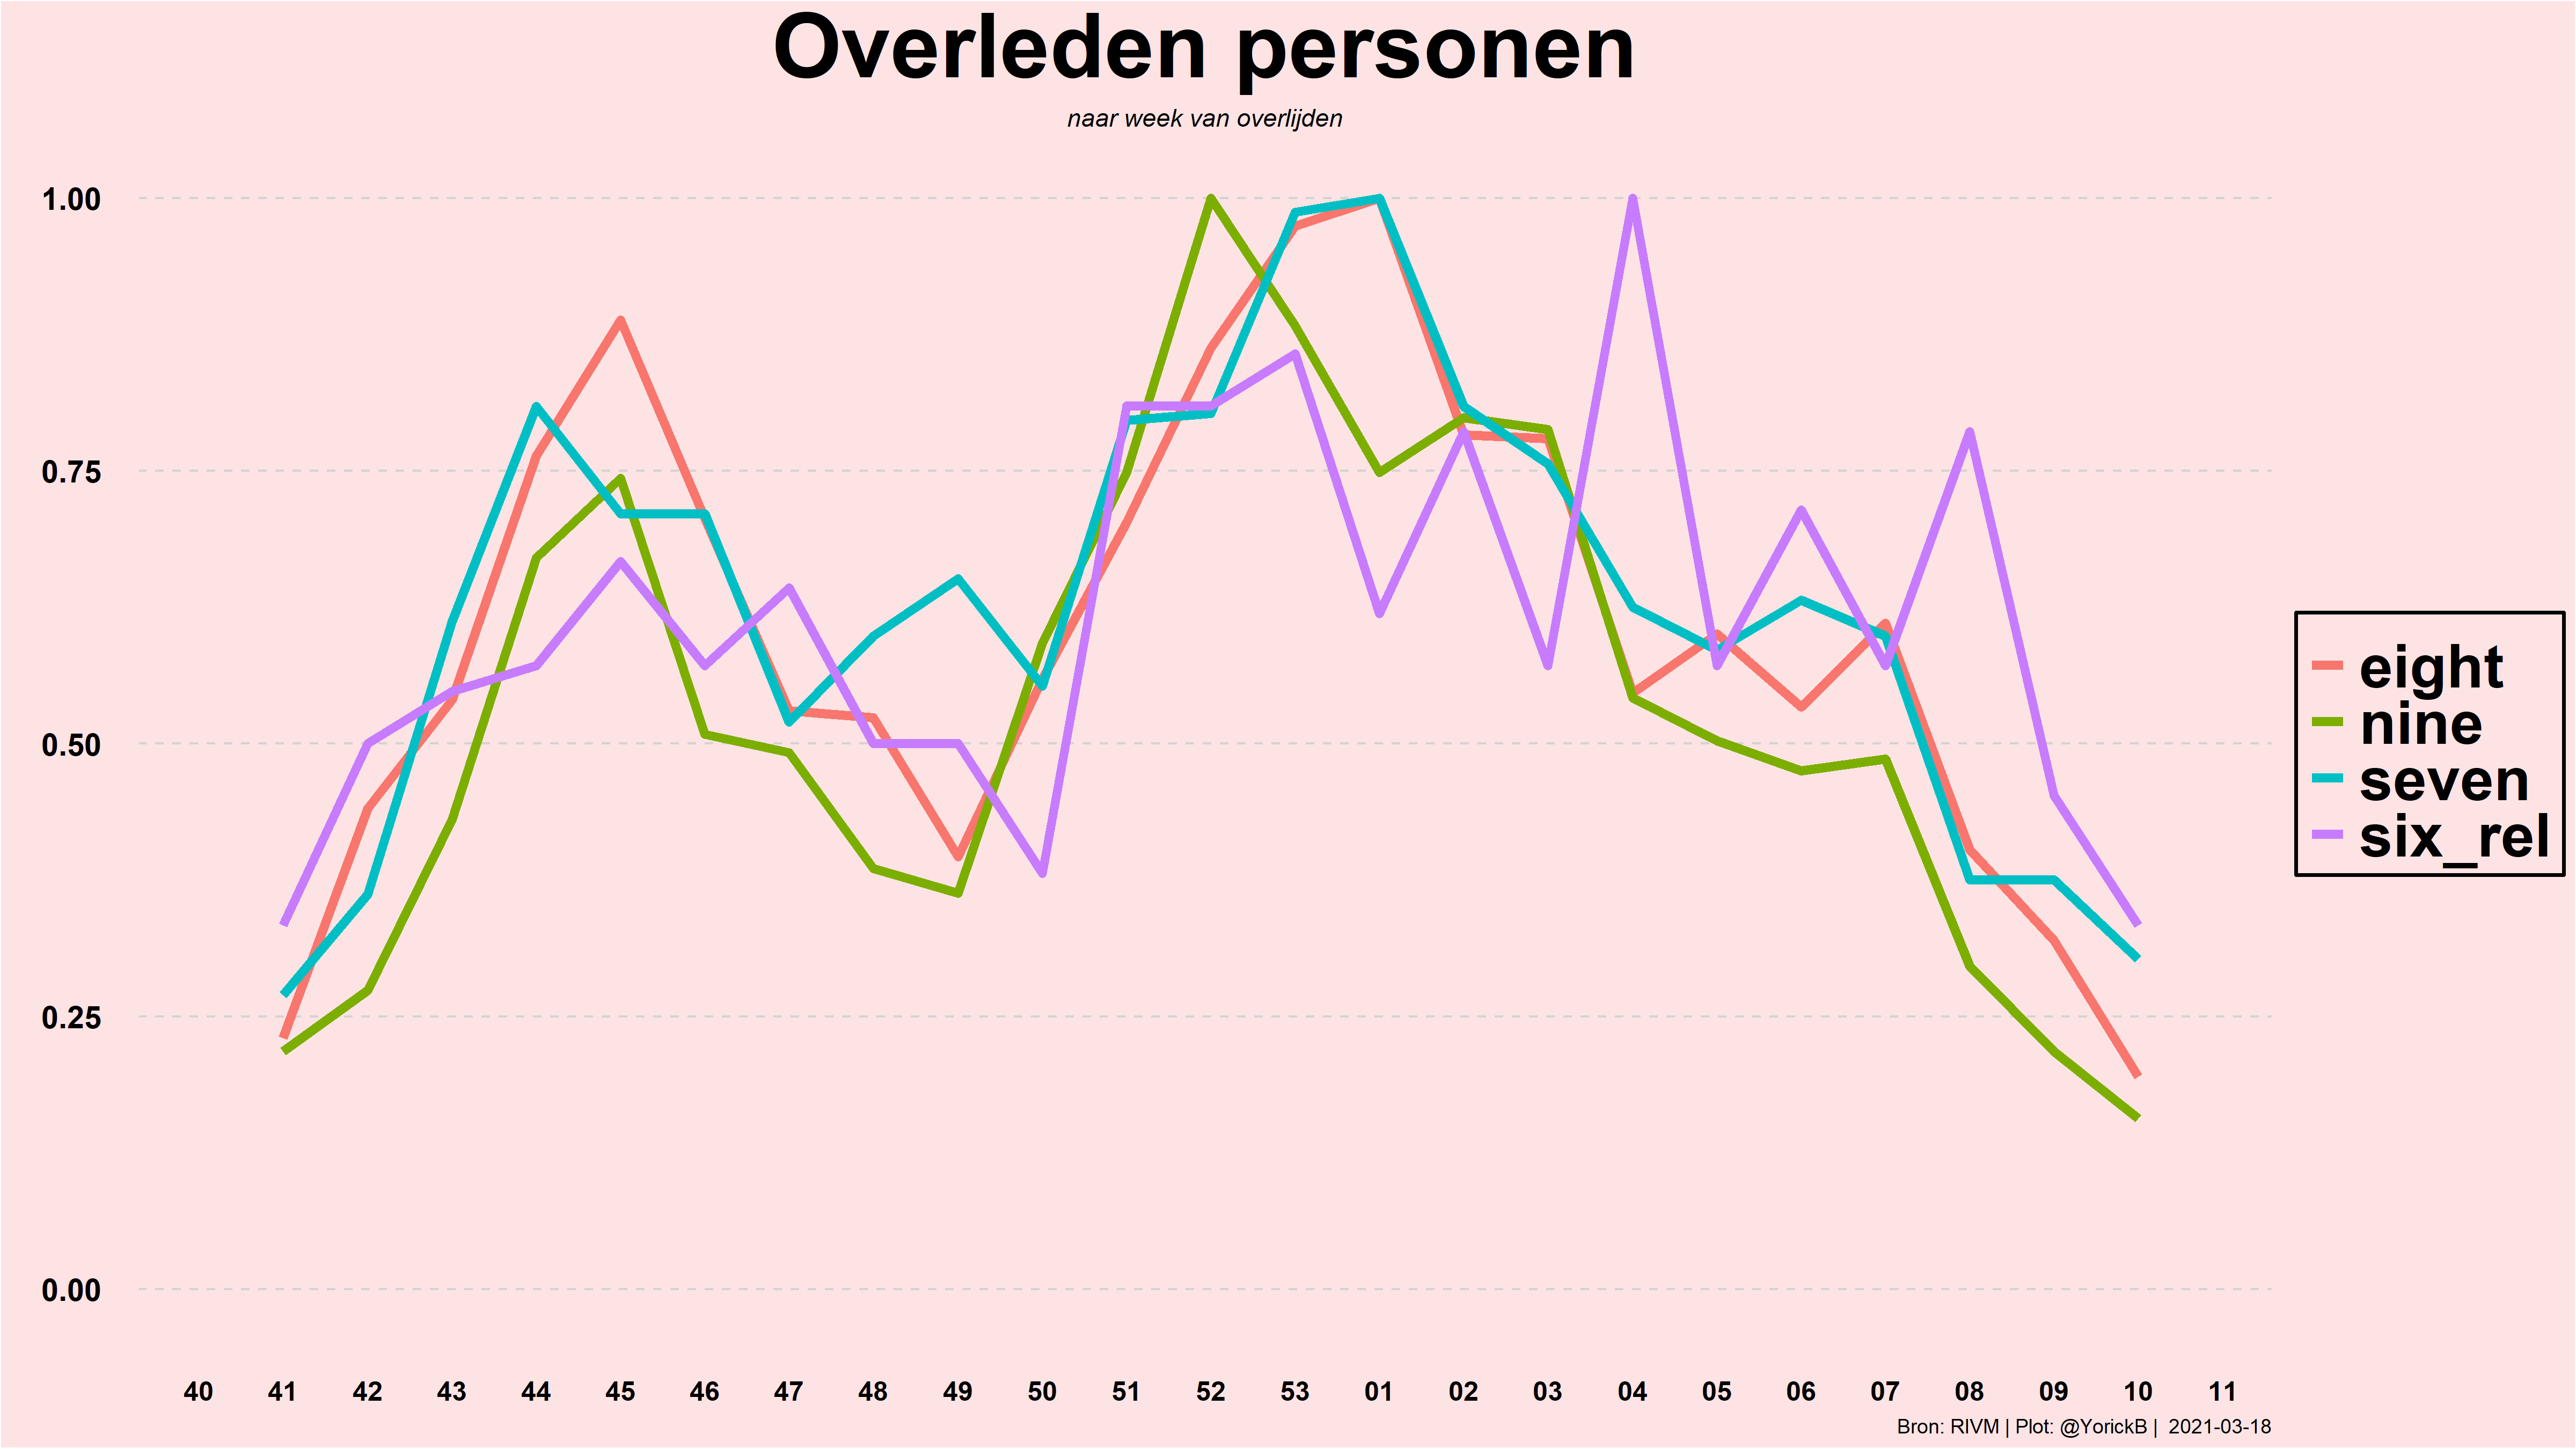 Overleden personen
naar week van overlijden
1.00
0.75
0.50
0.25
0.00
eight
nine
seven
six_rel
40 41 42 43 44 45 46 47 48 49 50 51 52 53 01 02 03 04 05 06 07 08 09 10 11
Bron: RIVM | Plot: @YorickB | 2021-03-18